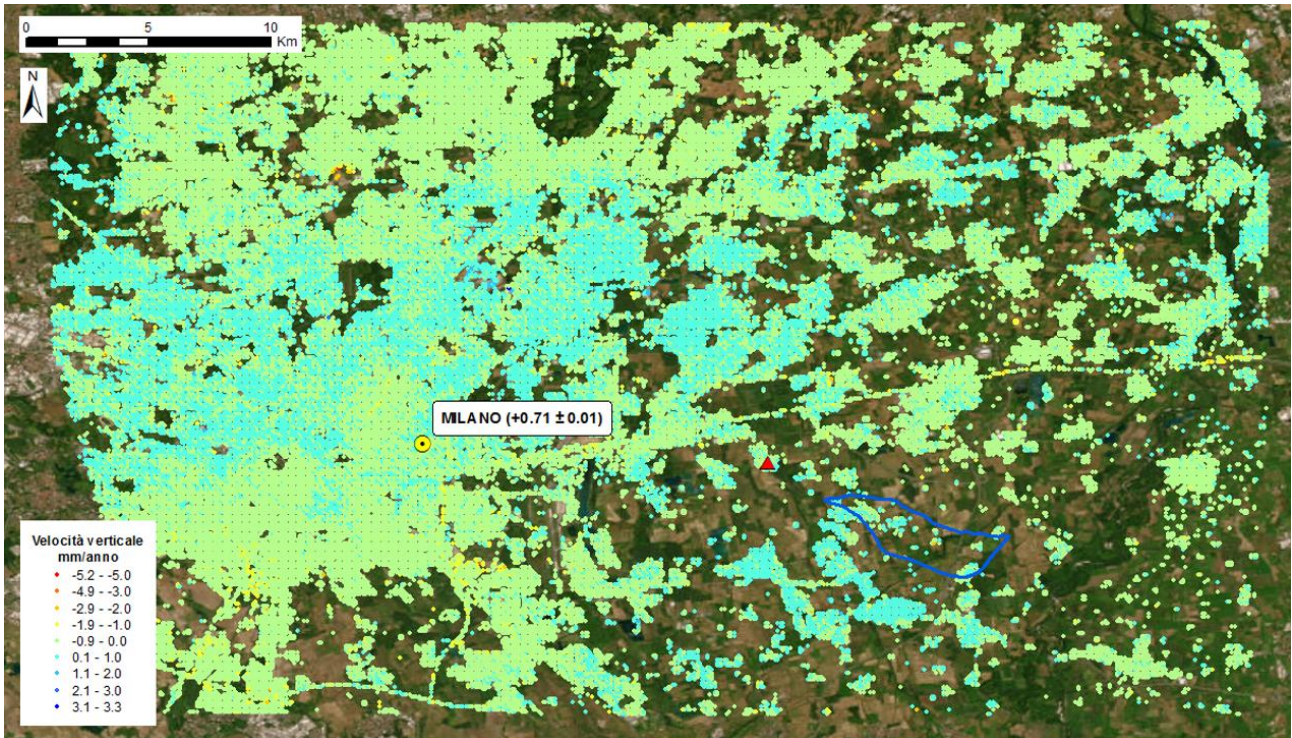 0 5 10
Km
N
MILANO (+0.71 ± 0.01)
Velocità verticale
mm/anno
-5.2 - -5.0
-4.9 - -3.0
-2.9 - -2.0
-1.9 - -1.0
-0.9 - 0.0
0.1 - 1.0
1.1 - 2.0
2.1 - 3.0
3.1 - 3.3